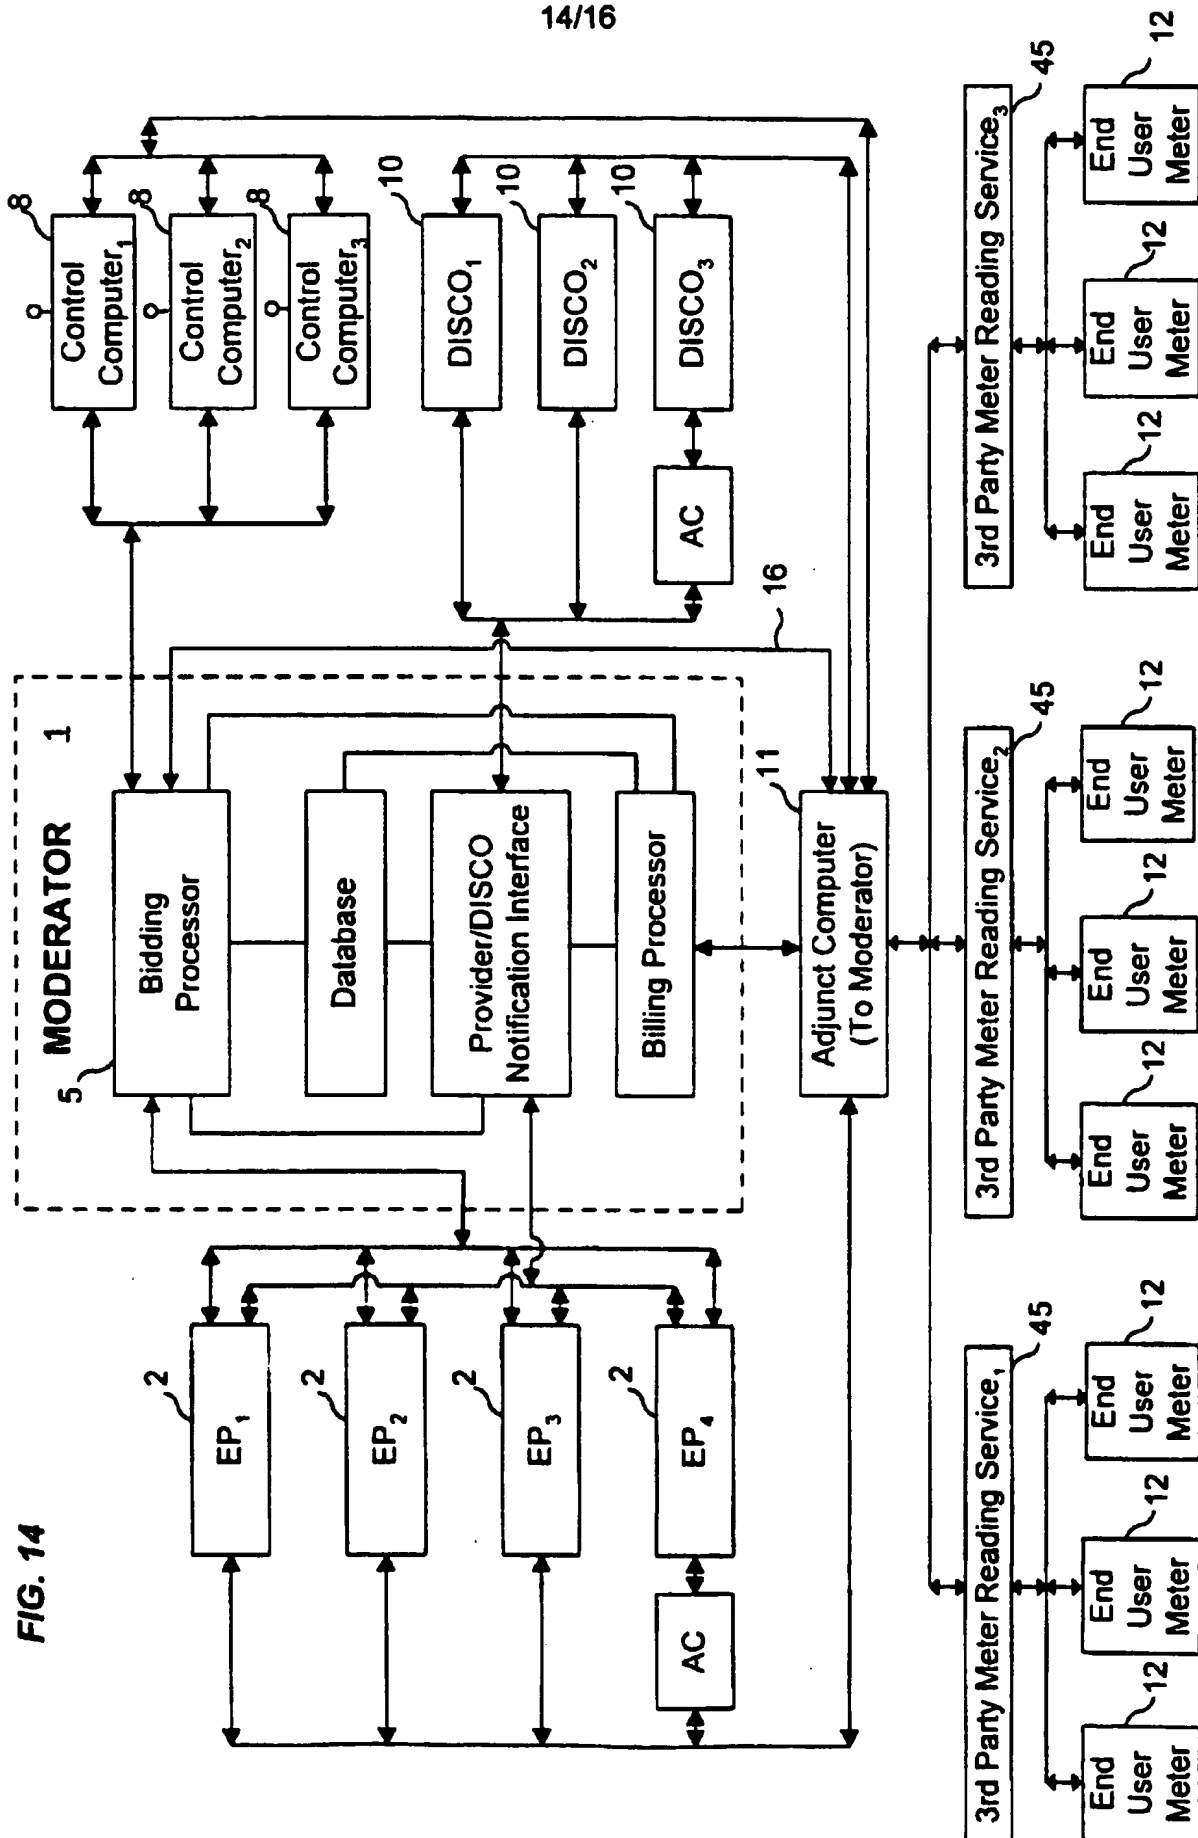 14/16
FIG. 14
MODERATOR
1
5
Bidding
Processor
Database
Provider/DISCO
Notification Interface
Billing Processor
2
EP1
2
EP2
2
EP3
2
EP4
AC
8
Control
Computer1
8
Control
Computer2
8
Control
Computer3
10
DISCO1
10
DISCO2
10
DISCO3
AC
16
11
Adjunct Computer
(To Moderator)
3rd Party Meter Reading Service1
45
3rd Party Meter Reading Service2
45
3rd Party Meter Reading Service3
45
End
User
Meter
12
End
User
Meter
12
End
User
Meter
12
End
User
Meter
12
End
User
Meter
12
End
User
Meter
12
End
User
Meter
12
End
User
Meter
12
End
User
Meter
12